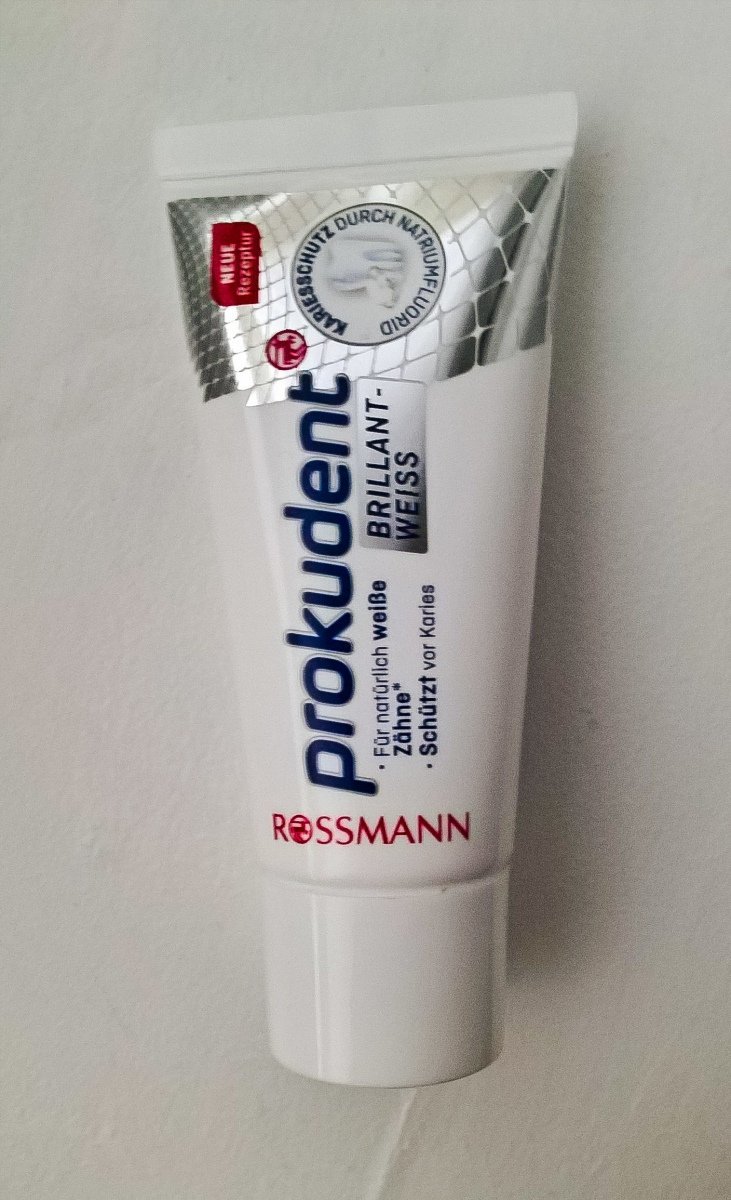 NEUE
Rezeptur
KARIESSCHUTZ DURCH NATRIUMFLUORID
prokudent
BRILLANT-
WEISS
• Für natürlich weiße
Zähne*
• Schützt vor Karies
ROSSMANN